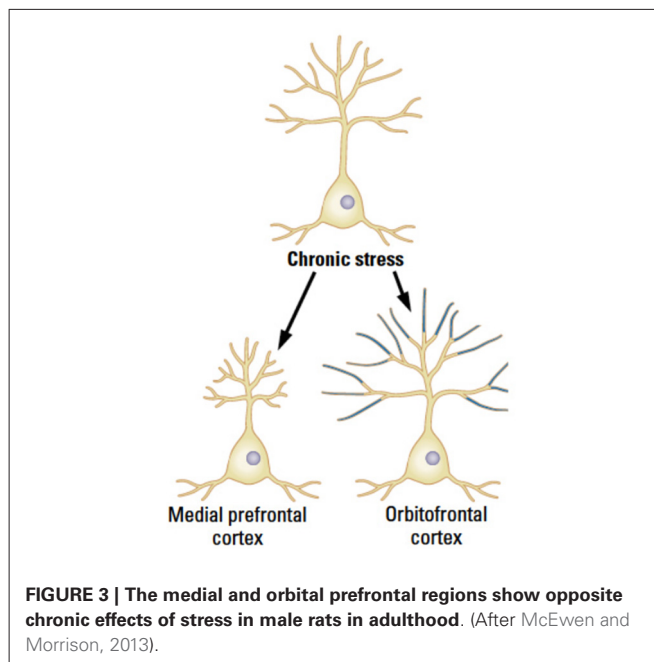 Chronic stress
Medial prefrontal
cortex
Orbitofrontal
cortex
FIGURE 3 | The medial and orbital prefrontal regions show opposite
chronic effects of stress in male rats in adulthood. (After McEwen and
Morrison, 2013).